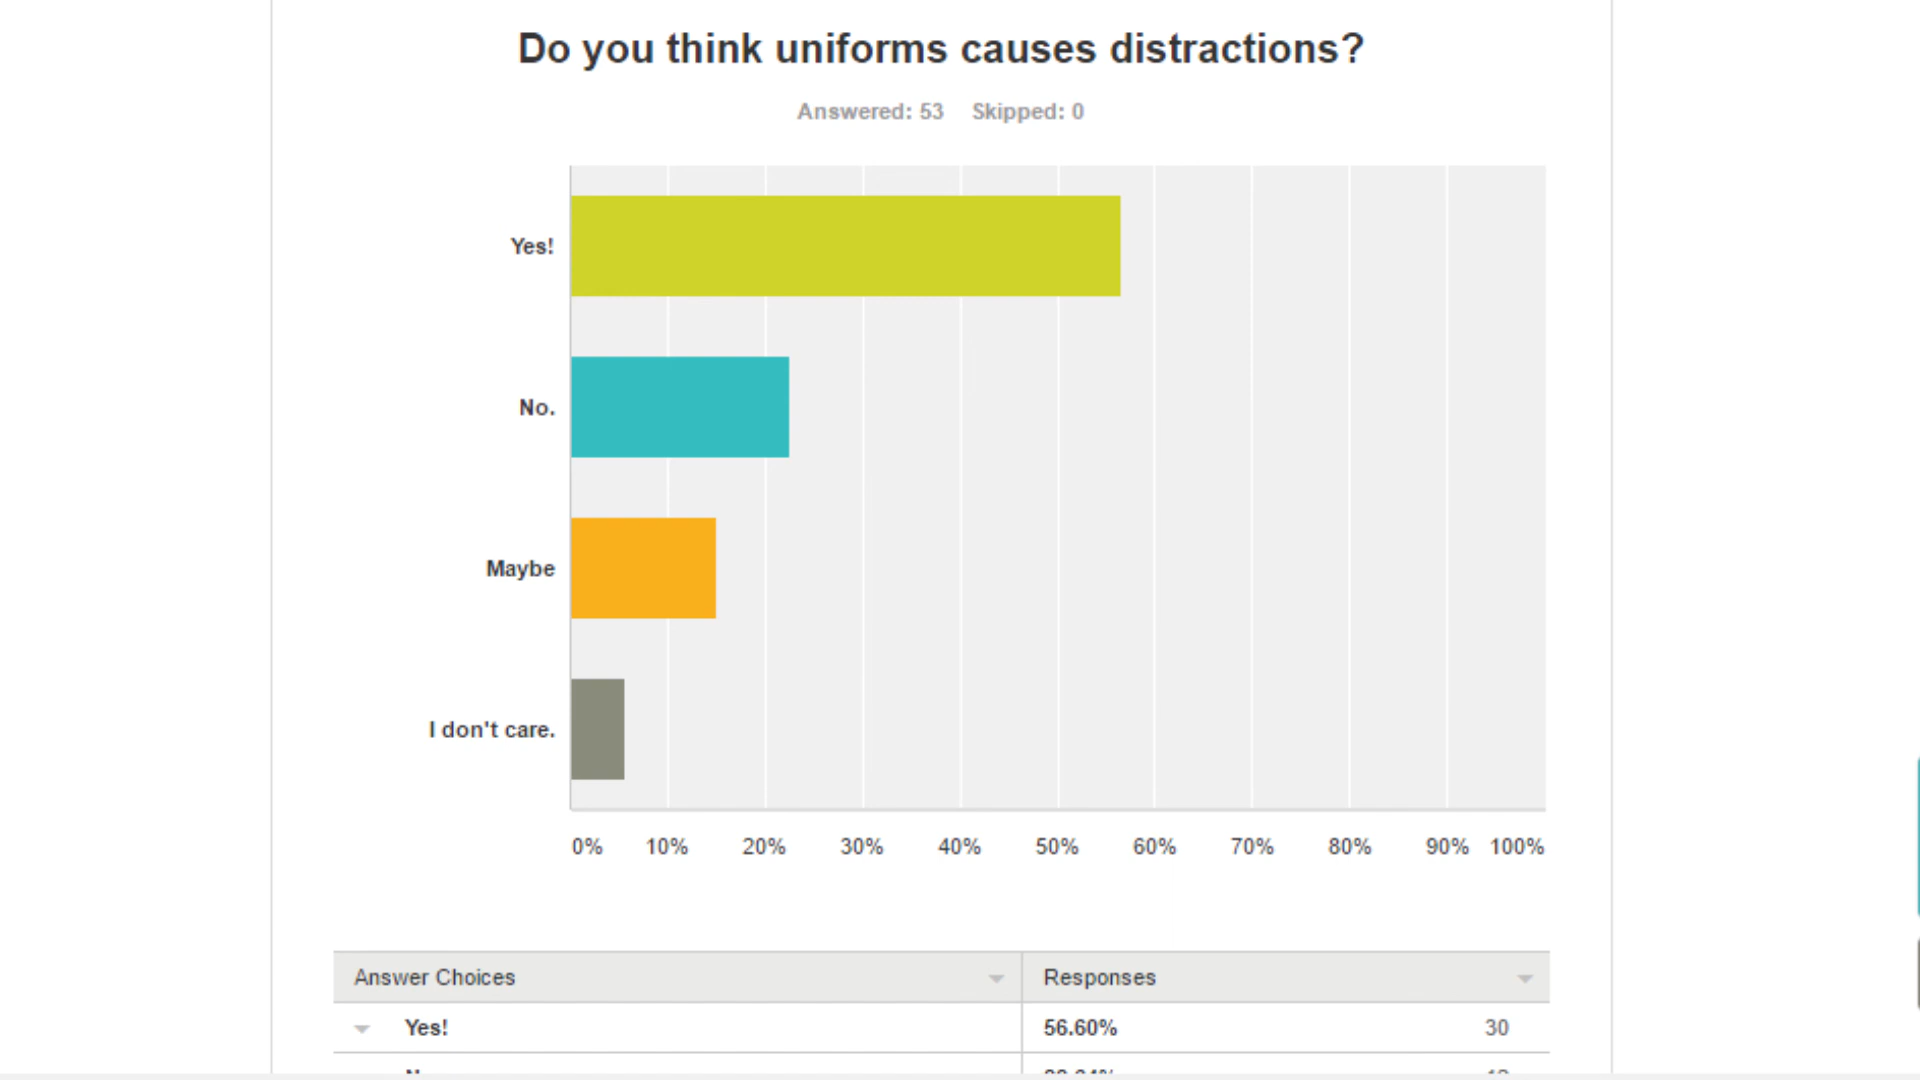 Do you think uniforms causes distractions?
Answered: 53 Skipped: 0
Yes!
No.
Maybe
I don't care.
0% 10% 20% 30% 40% 50% 60% 70% 80% 90% 100%
Answer Choices Responses
Yes! 56.60% 30